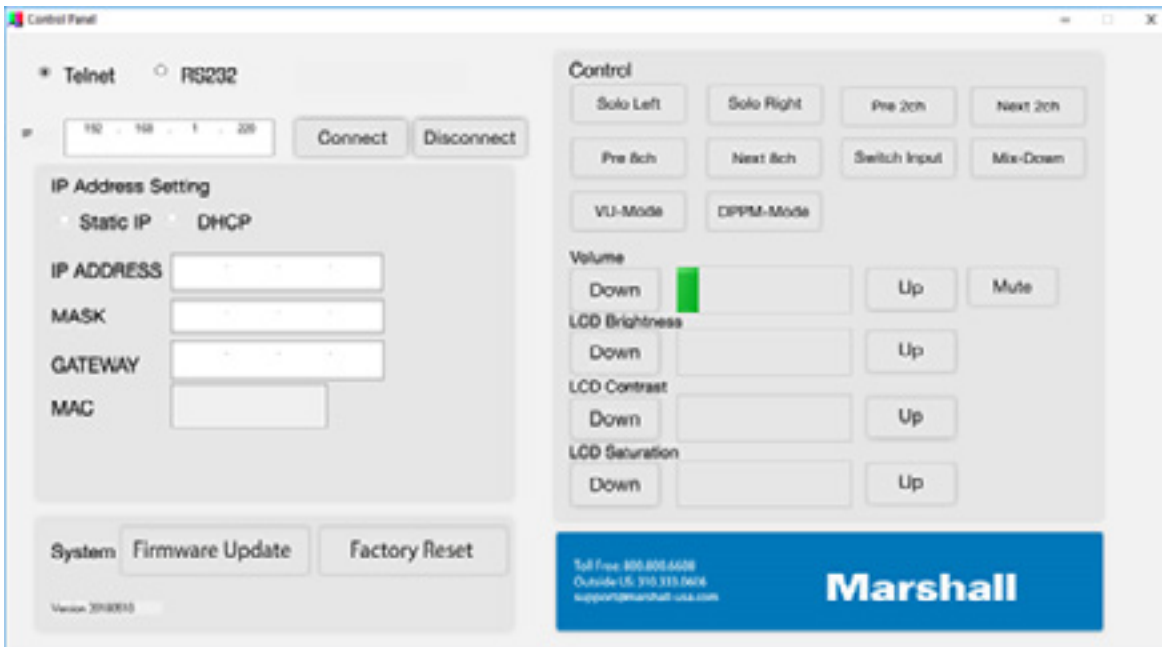 Control Panel
Telnet RS232
IP 192 . 168 . 1 . 220 Connect Disconnect
IP Address Setting
Static IP DHCP
IP ADDRESS
MASK
GATEWAY
MAC
System Firmware Update Factory Reset
Version
Control
Solo Left Solo Right Pre 2ch Next 2ch
Pre 8ch Next 8ch Switch Input Mix-Down
VU-Mode DPPM-Mode
Volume
Down Up Mute
LCD Brightness
Down Up
LCD Contrast
Down Up
LCD Saturation
Down Up
Toll Free: 800.800.6608
Outside US: 310.333.0606
support@marshall-usa.com
Marshall